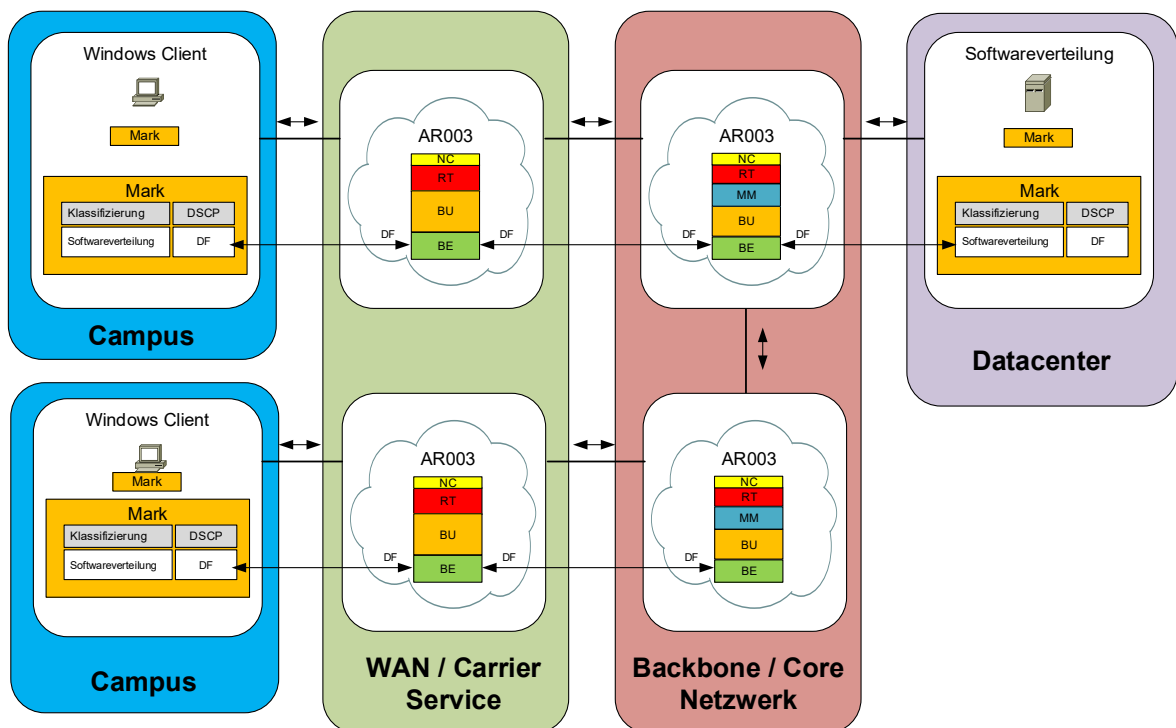 Windows Client
Mark
Mark
Klassifizierung DSCP
Softwareverteilung DF
Campus
AR003
NC
RT
BU
DF BE DF
AR003
NC
RT
MM
BU
BE DF
Softwareverteilung
Mark
Mark
Klassifizierung DSCP
Softwareverteilung DF
Datacenter
Windows Client
Mark
Mark
Klassifizierung DSCP
Softwareverteilung DF
Campus
AR003
NC
RT
BU
DF BE DF
WAN / Carrier
Service
AR003
NC
RT
MM
BU
BE
Backbone / Core
Netzwerk